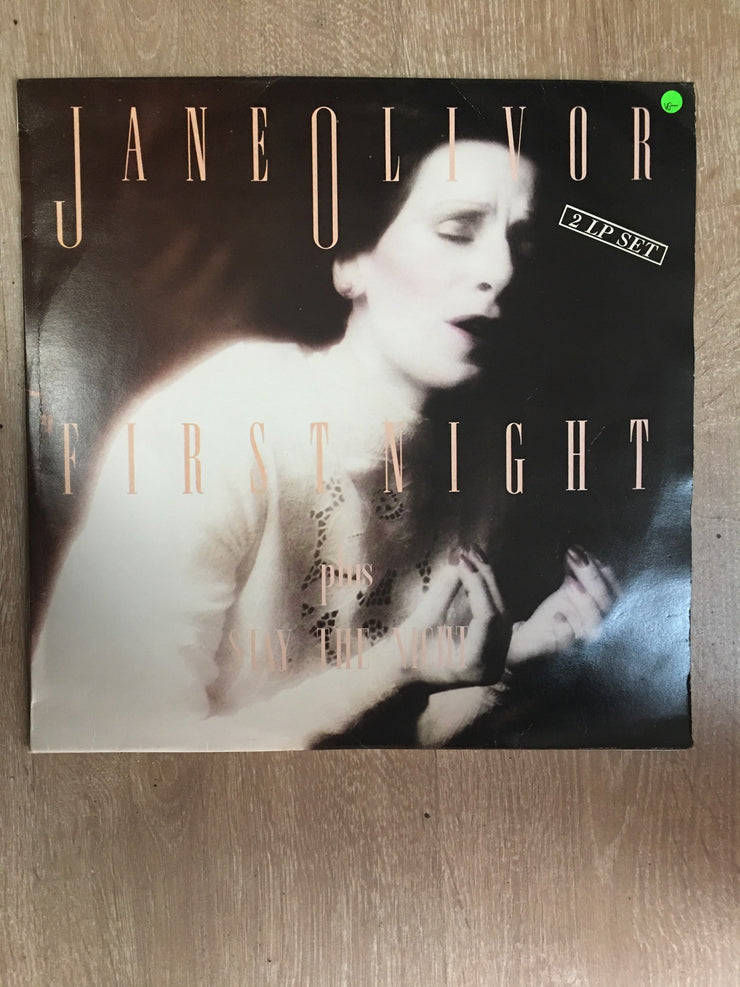 JANE OLIVOR
2 LP SET
FIRST NIGHT
plus
STAY THE NIGHT